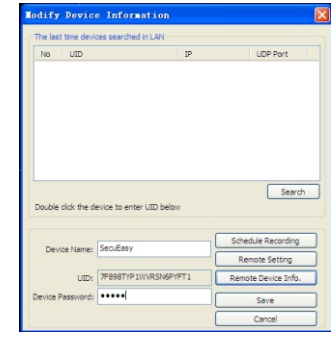 Modify Device Information
The last time devices searched in LAN
No UID IP UDP Port
Search
Double click the device to enter UID below
Device Name: SecuEasy
Schedule Recording
Remote Setting
UID: 7F898TYP1WVRSN6PYFT1
Remote Device Info.
Device Password: •••••
Save
Cancel